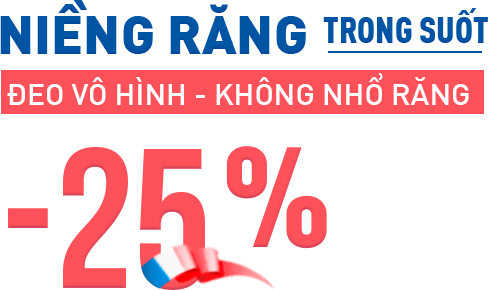 NIỀNG RĂNG TRONG SUỐT
ĐEO VÔ HÌNH - KHÔNG NHỔ RĂNG
-25%